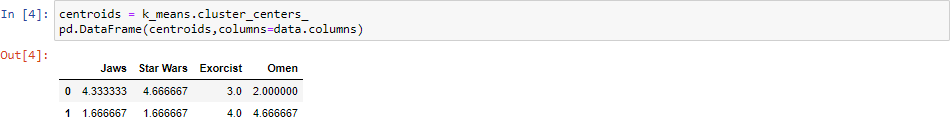 In [4]: centroids = k_means.cluster_centers_
pd.DataFrame(centroids,columns=data.columns)
Out[4]:
Jaws Star Wars Exorcist Omen
0 4.333333 4.666667 3.0 2.000000
1 1.666667 1.666667 4.0 4.666667